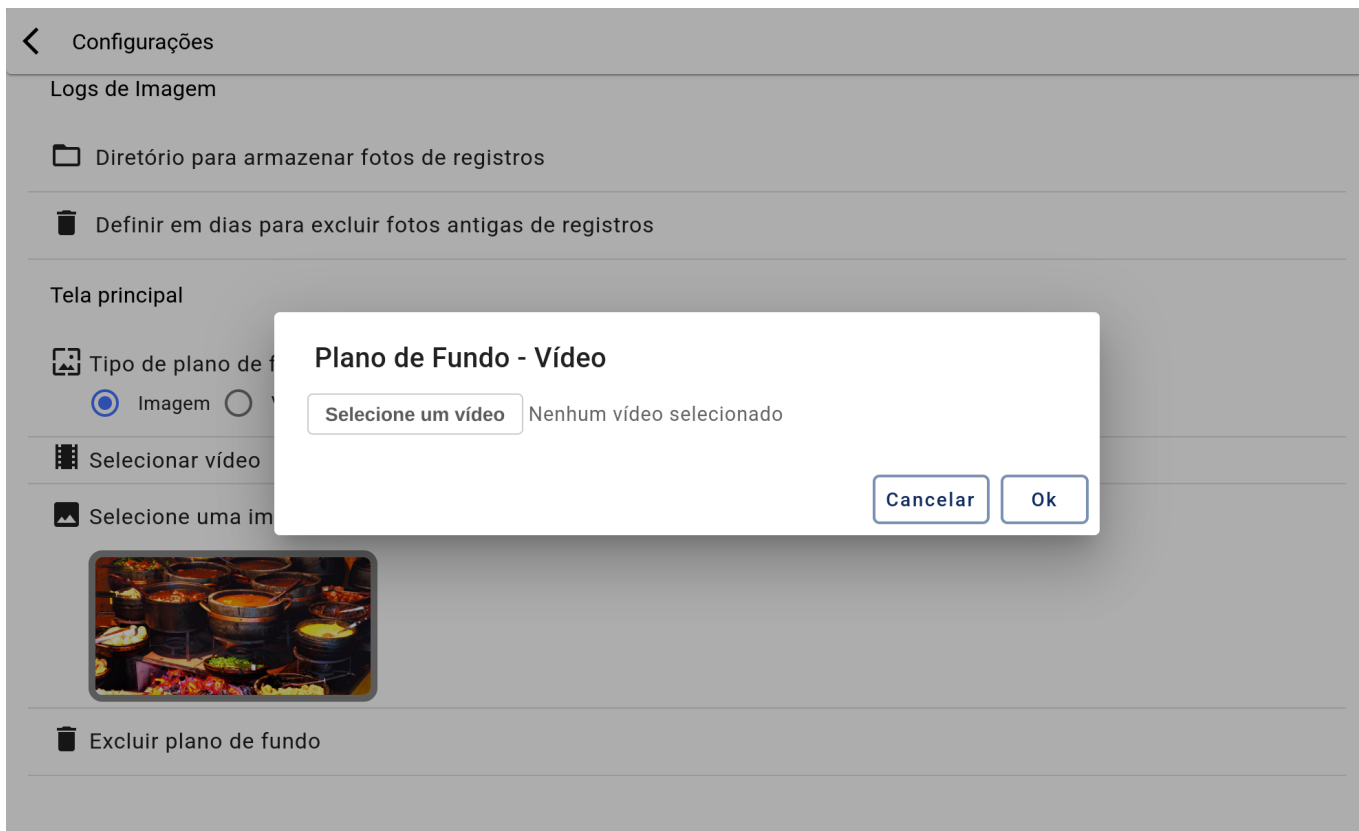 Configurações
Logs de Imagem
Diretório para armazenar fotos de registros
Definir em dias para excluir fotos antigas de registros
Tela principal
Tipo de plano de
Imagem
Selecionar vídeo
Selecione uma
Plano de Fundo - Vídeo
Selecione um vídeo Nenhum vídeo selecionado
Cancelar Ok
Excluir plano de fundo